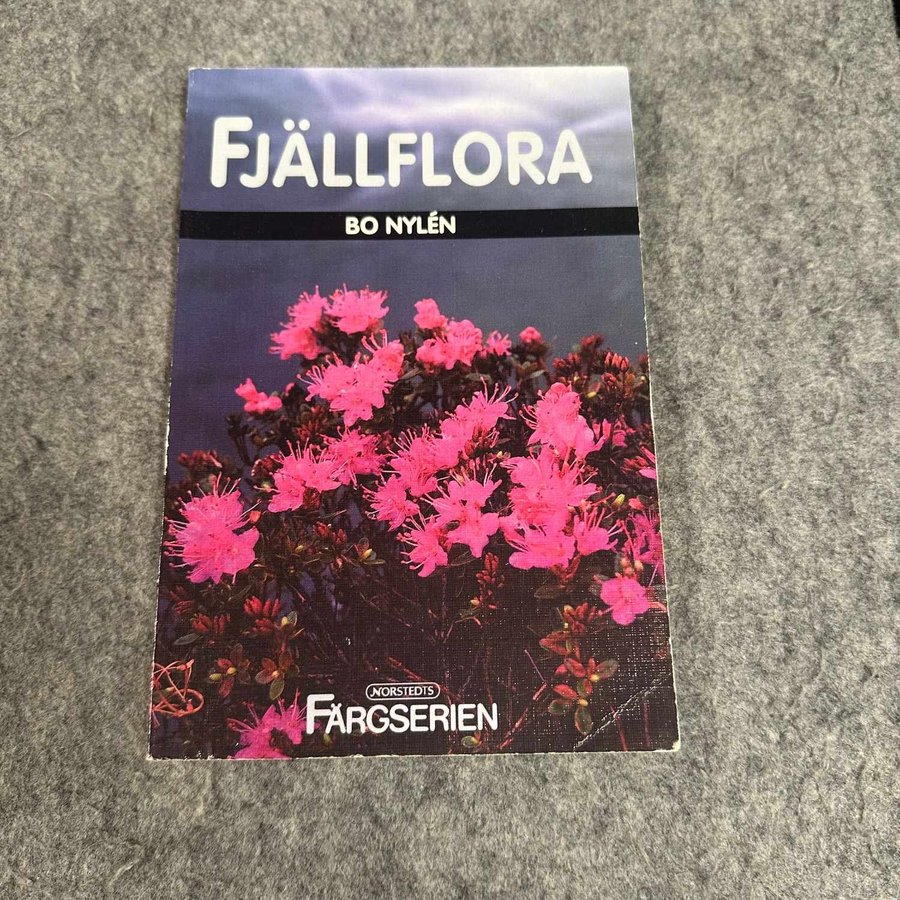 FJÄLLFLORA
BO NYLÉN
NORSTEDTS
FÄRGSERIEN